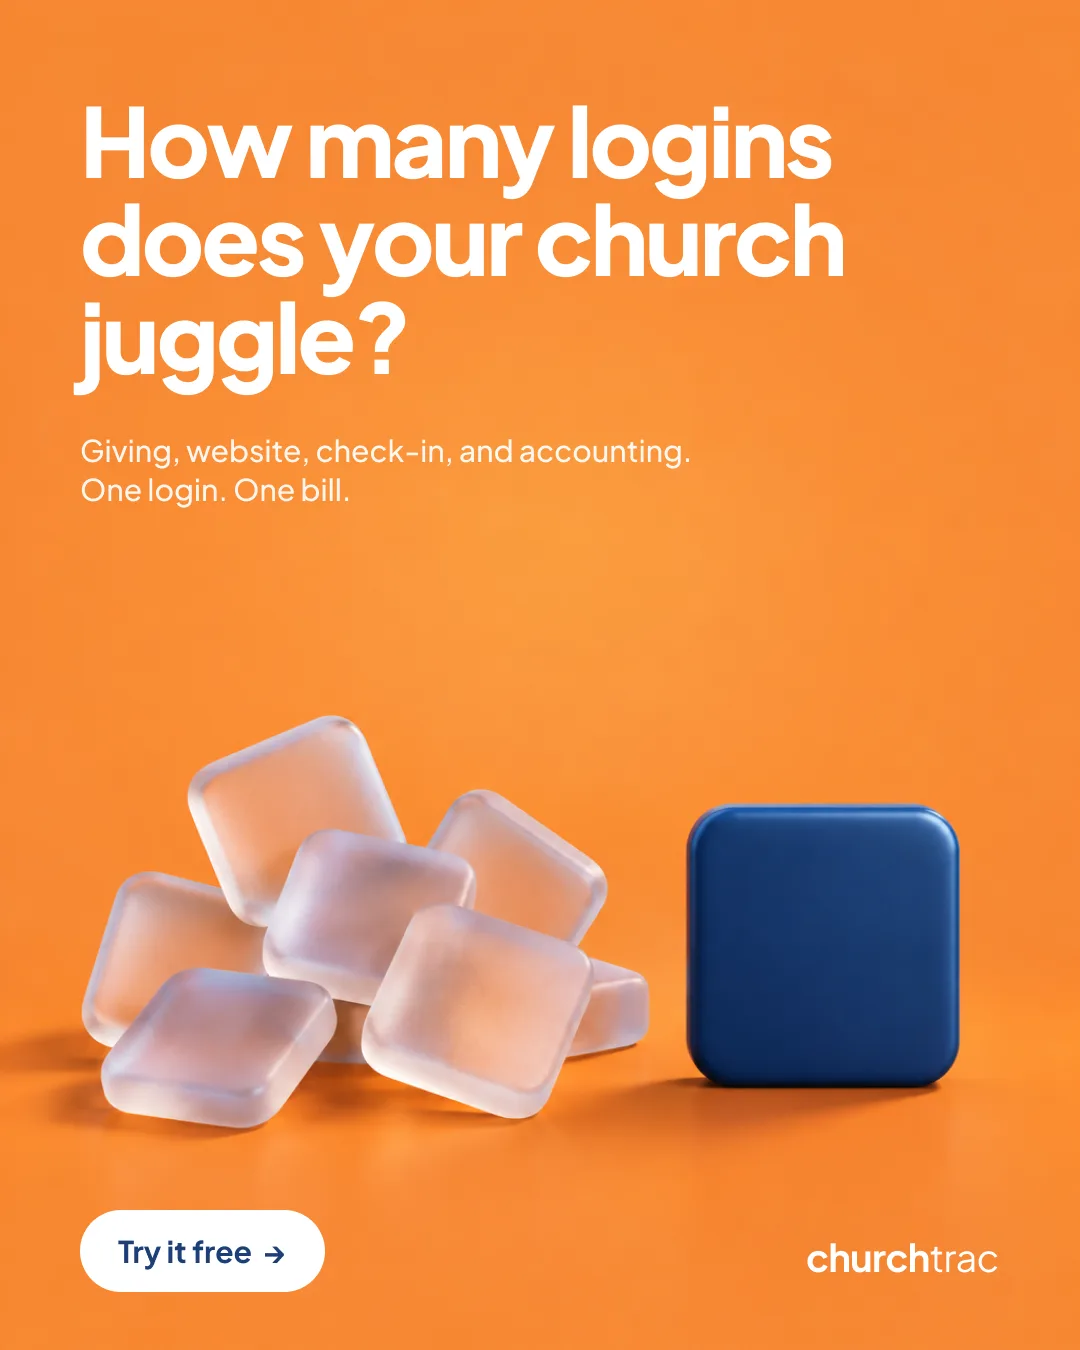 How many logins
does your church
juggle?
Giving, website, check-in, and accounting.
One login. One bill.
Try it free →
churchtrac